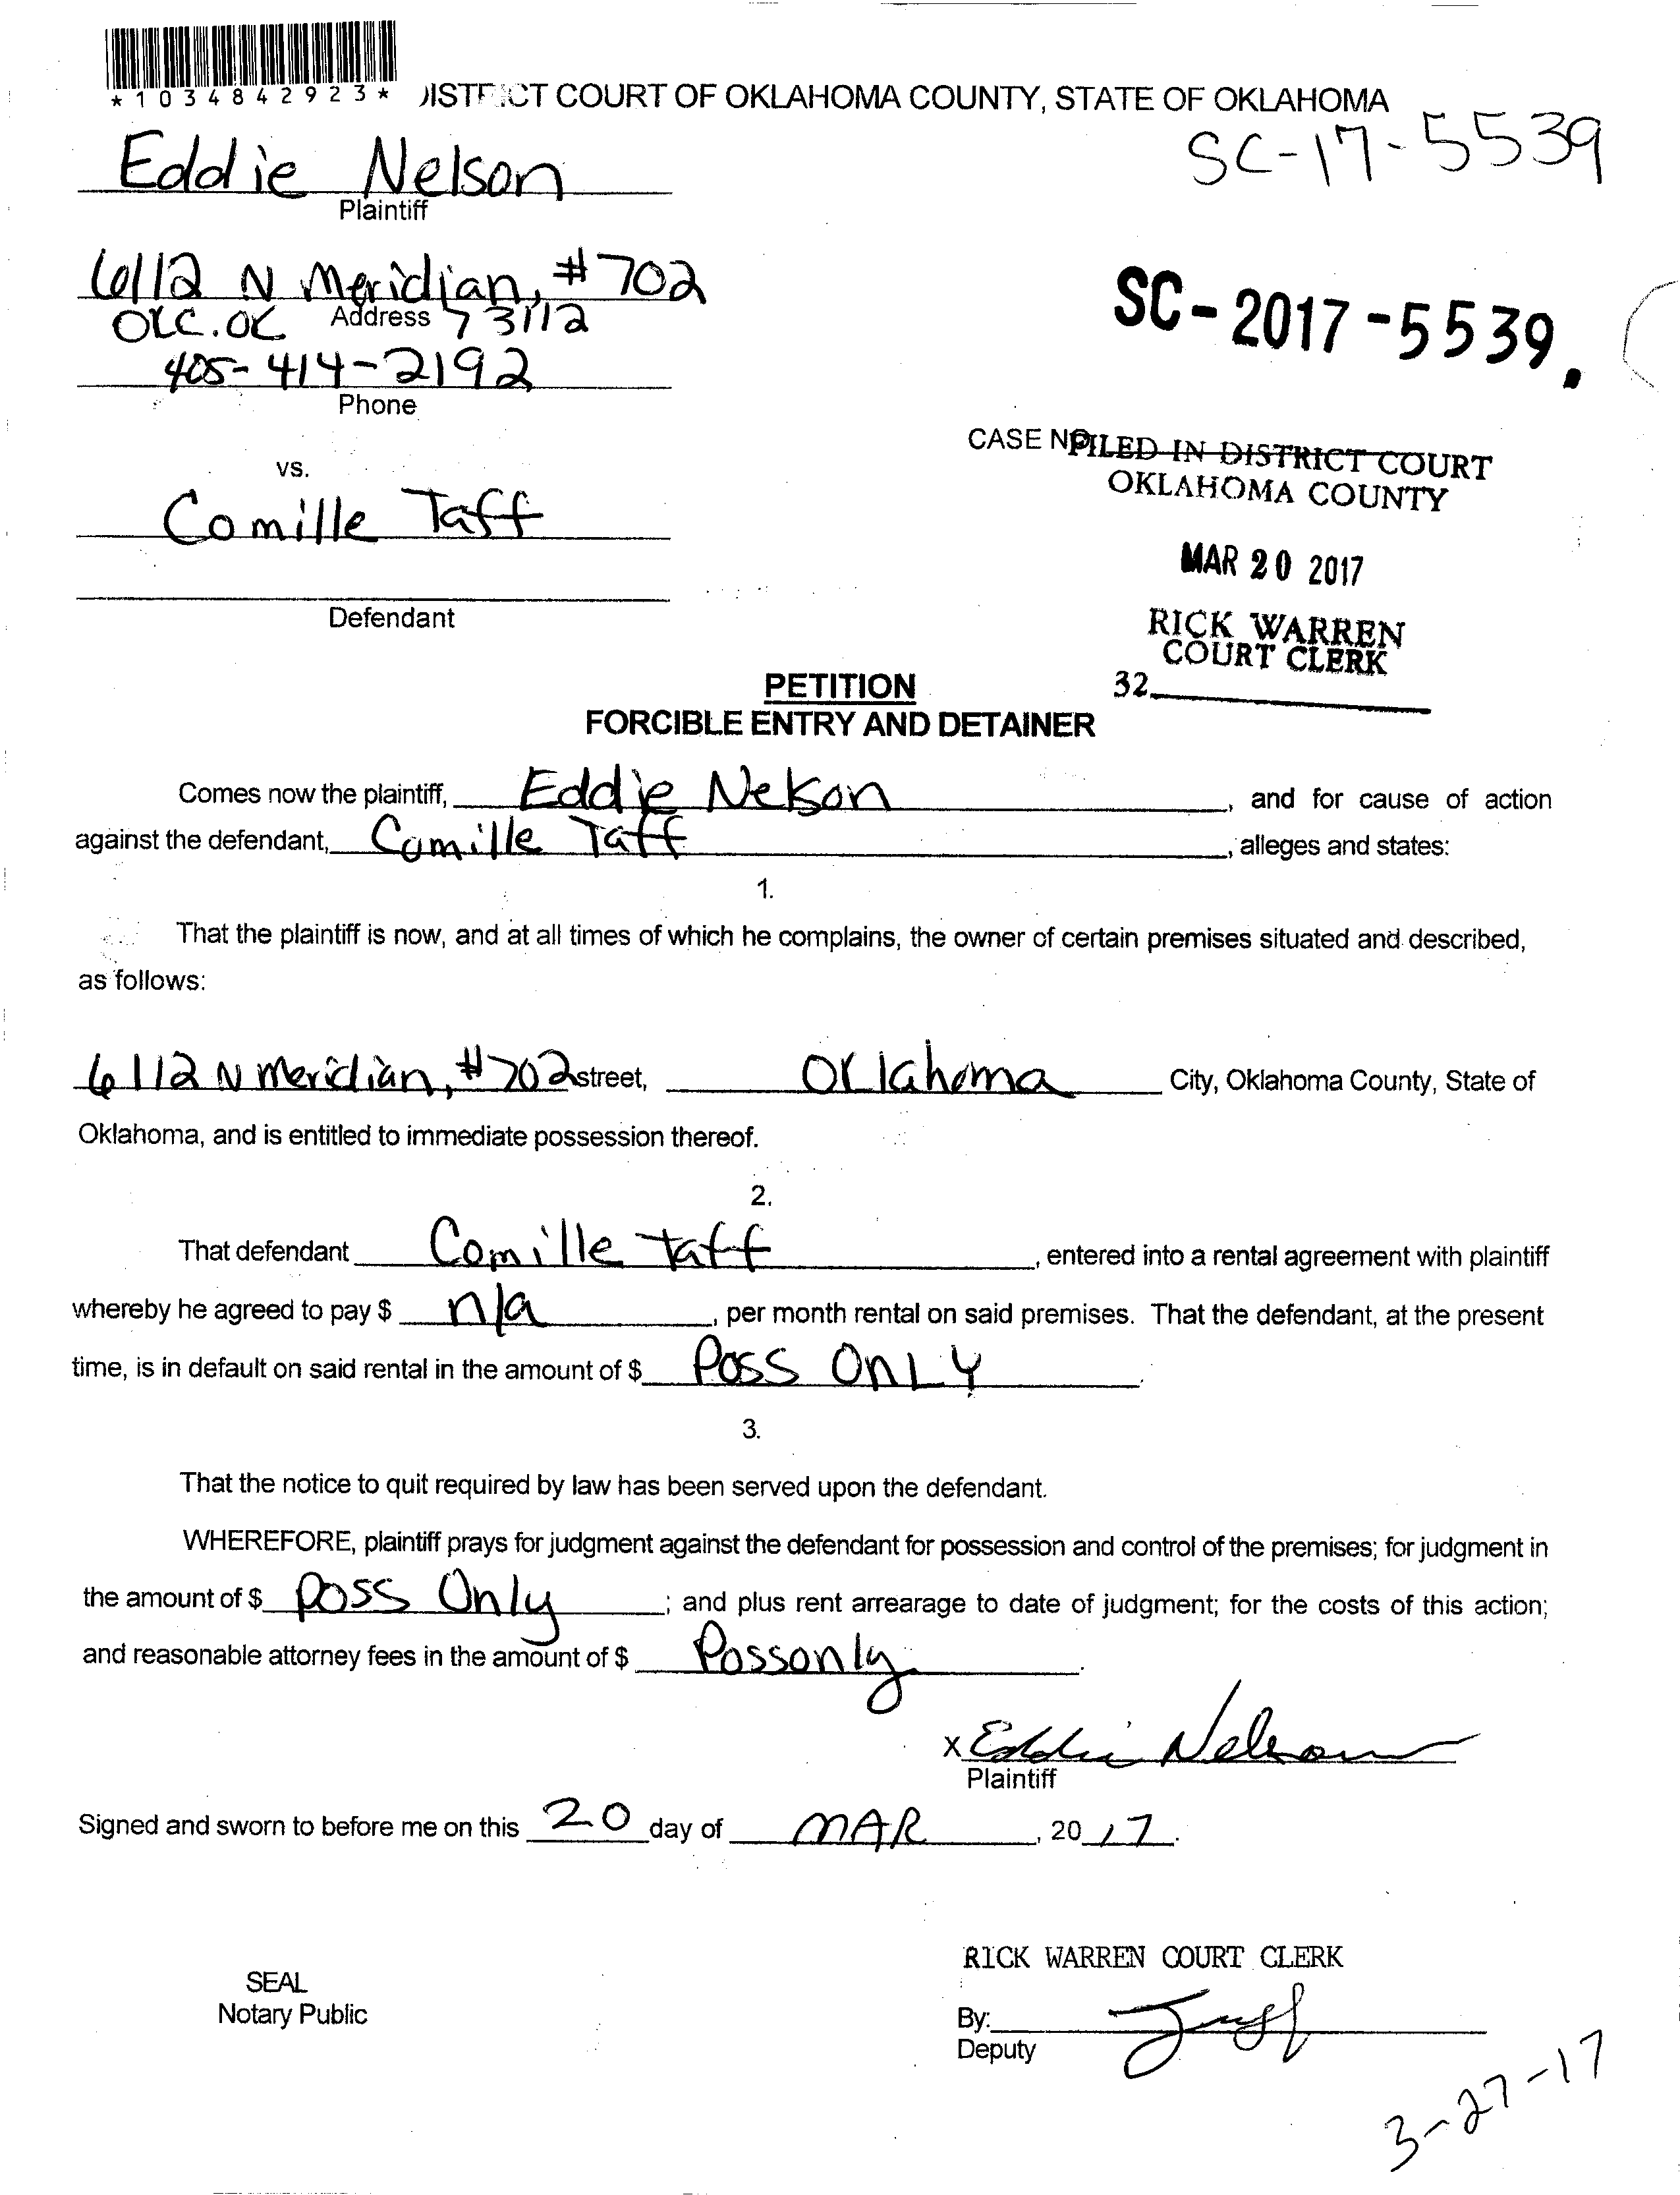 *1034842923*
DISTRICT COURT OF OKLAHOMA COUNTY, STATE OF OKLAHOMA
SC-17-5539
Eddie Nelson
Plaintiff
6112 N Meridian, #702
Address
OKC. OK 73112
405-414-2192
Phone
SC-2017-5539.
CASE NO.
FILED IN DISTRICT COURT
OKLAHOMA COUNTY
MAR 20 2017
RICK WARREN
COURT CLERK
32
vs.
Comille Taff
Defendant
PETITION
FORCIBLE ENTRY AND DETAINER
Comes now the plaintiff, Eddie Nelson, and for cause of action
against the defendant, Comille Taff, alleges and states:
1.
That the plaintiff is now, and at all times of which he complains, the owner of certain premises situated and described,
as follows:
6112 N Meridian, #702 street, Oklahoma City, Oklahoma County, State of
Oklahoma, and is entitled to immediate possession thereof.
2.
That defendant Comille taff, entered into a rental agreement with plaintiff
whereby he agreed to pay $ n/a, per month rental on said premises. That the defendant, at the present
time, is in default on said rental in the amount of $ Poss OnLY.
3.
That the notice to quit required by law has been served upon the defendant.
WHEREFORE, plaintiff prays for judgment against the defendant for possession and control of the premises; for judgment in
the amount of $ Poss Only; and plus rent arrearage to date of judgment; for the costs of this action;
and reasonable attorney fees in the amount of $ Possonly.
x Eddie Nelson
Plaintiff
Signed and sworn to before me on this 20 day of MAR, 2017.
SEAL
Notary Public
RICK WARREN COURT CLERK
By:
Deputy
3-27-17